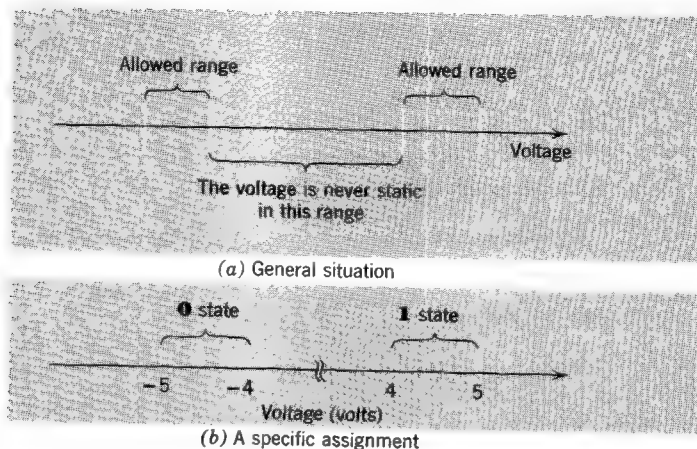 Allowed range Allowed range
Voltage
The voltage is never static
in this range
(a) General situation
0 state 1 state
−5 −4 4 5
Voltage (volts)
(b) A specific assignment